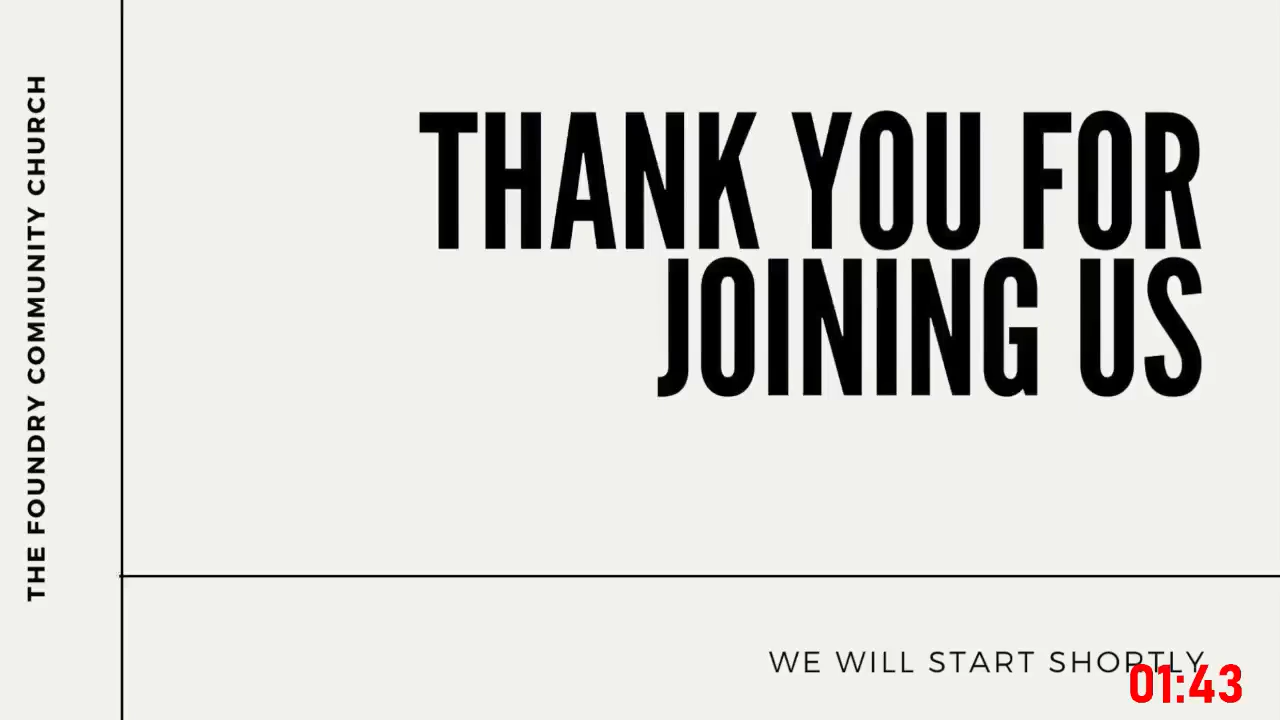 THE FOUNDRY COMMUNITY CHURCH
THANK YOU FOR
JOINING US
WE WILL START SHORTLY
01:43